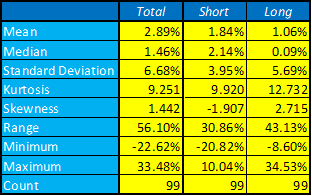 Total Short Long
Mean 2.89% 1.84% 1.06%
Median 1.46% 2.14% 0.09%
Standard Deviation 6.68% 3.95% 5.69%
Kurtosis 9.251 9.920 12.732
Skewness 1.442 -1.907 2.715
Range 56.10% 30.86% 43.13%
Minimum -22.62% -20.82% -8.60%
Maximum 33.48% 10.04% 34.53%
Count 99 99 99